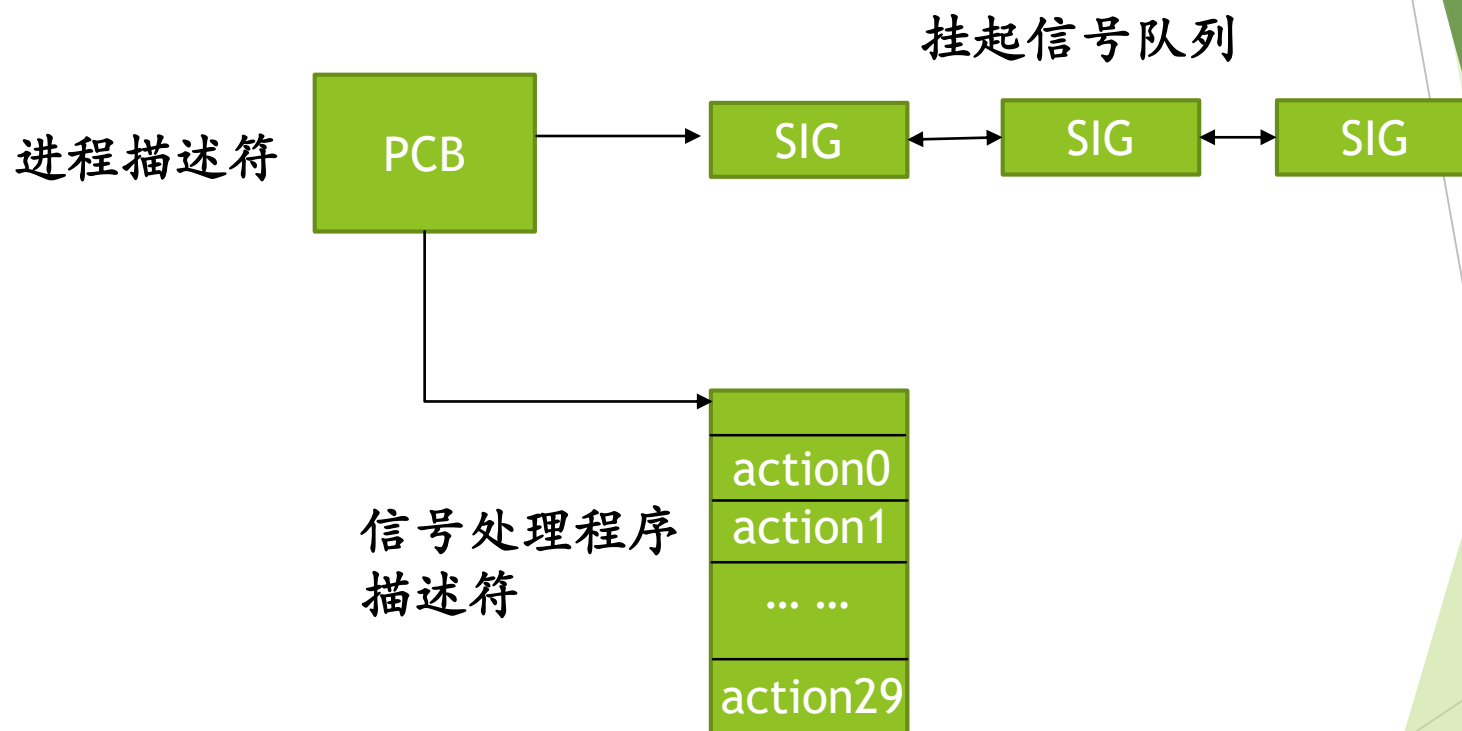 挂起信号队列
进程描述符
PCB
SIG
SIG
SIG
信号处理程序
描述符
action0
action1
... ...
action29